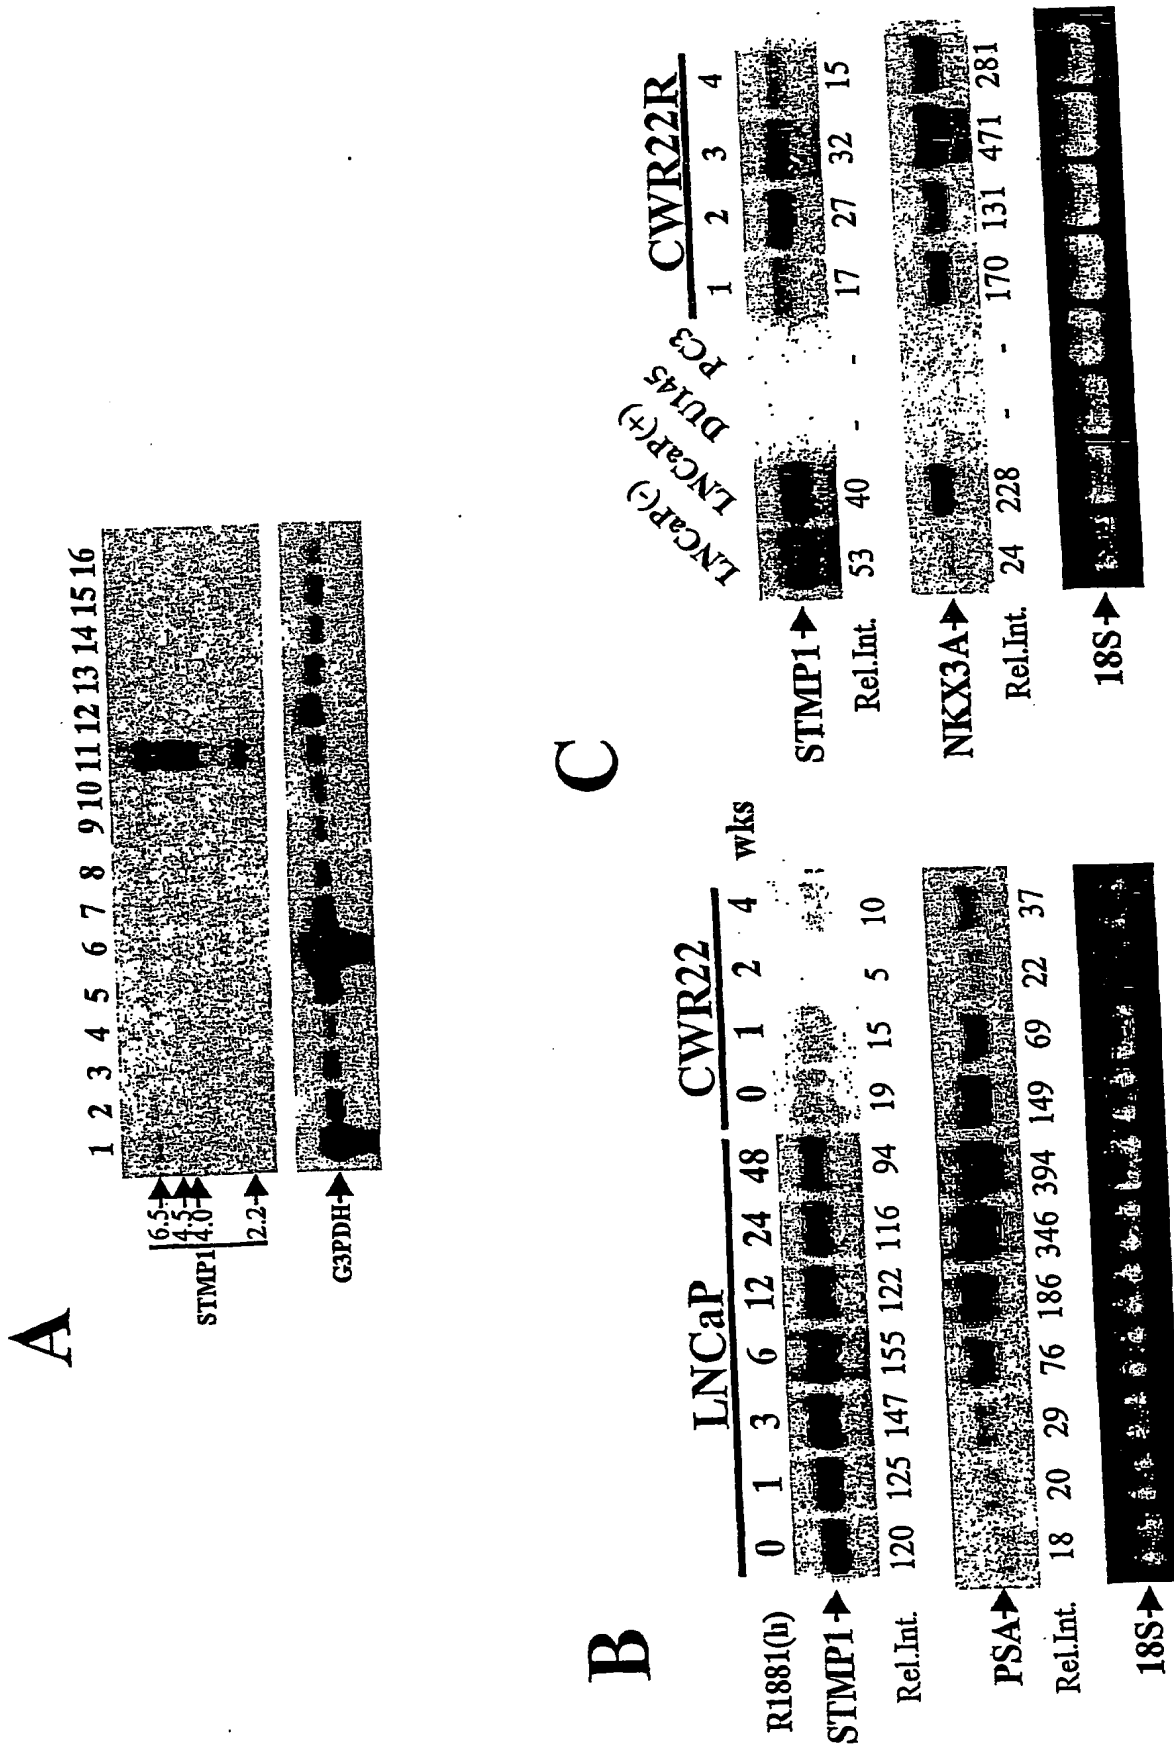 A
1 2 3 4 5 6 7 8 9 10 11 12 13 14 15 16
STMP1
6.5
4.5
4.0
2.2
G3PDH
B
LNCaP CWR22
R1881(h) 0 1 3 6 12 24 48 0 1 2 4 wks
STMP1
Rel.Int. 120 125 147 155 122 116 94 19 15 5 10
PSA
Rel.Int. 18 20 29 76 186 346 394 149 69 22 37
18S
C
LNCaP(-) LNCaP(+) DU145 PC3 CWR22R
1 2 3 4
STMP1
Rel.Int. 53 40 - - 17 27 32 15
NKX3A
Rel.Int. 24 228 - - 170 131 471 281
18S